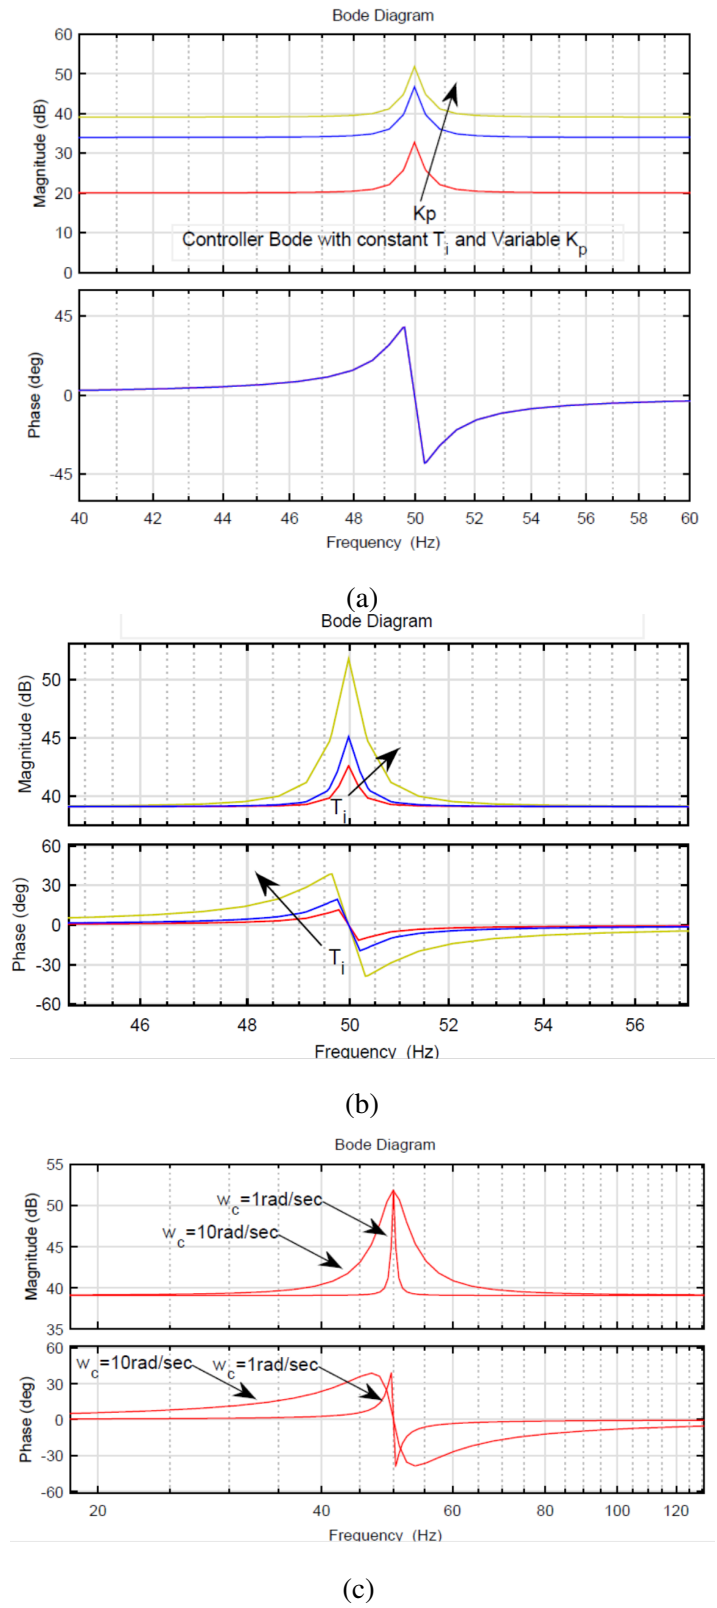 Bode Diagram
60
50
40
30
20
10
0
Magnitude (dB)
Kp
Controller Bode with constant Ti and Variable Kp
45
0
-45
Phase (deg)
40 42 44 46 48 50 52 54 56 58 60
Frequency (Hz)
(a)
Bode Diagram
50
45
40
Magnitude (dB)
Ti
60
30
0
-30
-60
Phase (deg)
Ti
46 48 50 52 54 56
Frequency (Hz)
(b)
Bode Diagram
55
50
45
40
35
Magnitude (dB)
wc=1rad/sec
wc=10rad/sec
60
30
0
-30
-60
Phase (deg)
wc=10rad/sec wc=1rad/sec
20 40 60 80 100 120
Frequency (Hz)
(c)